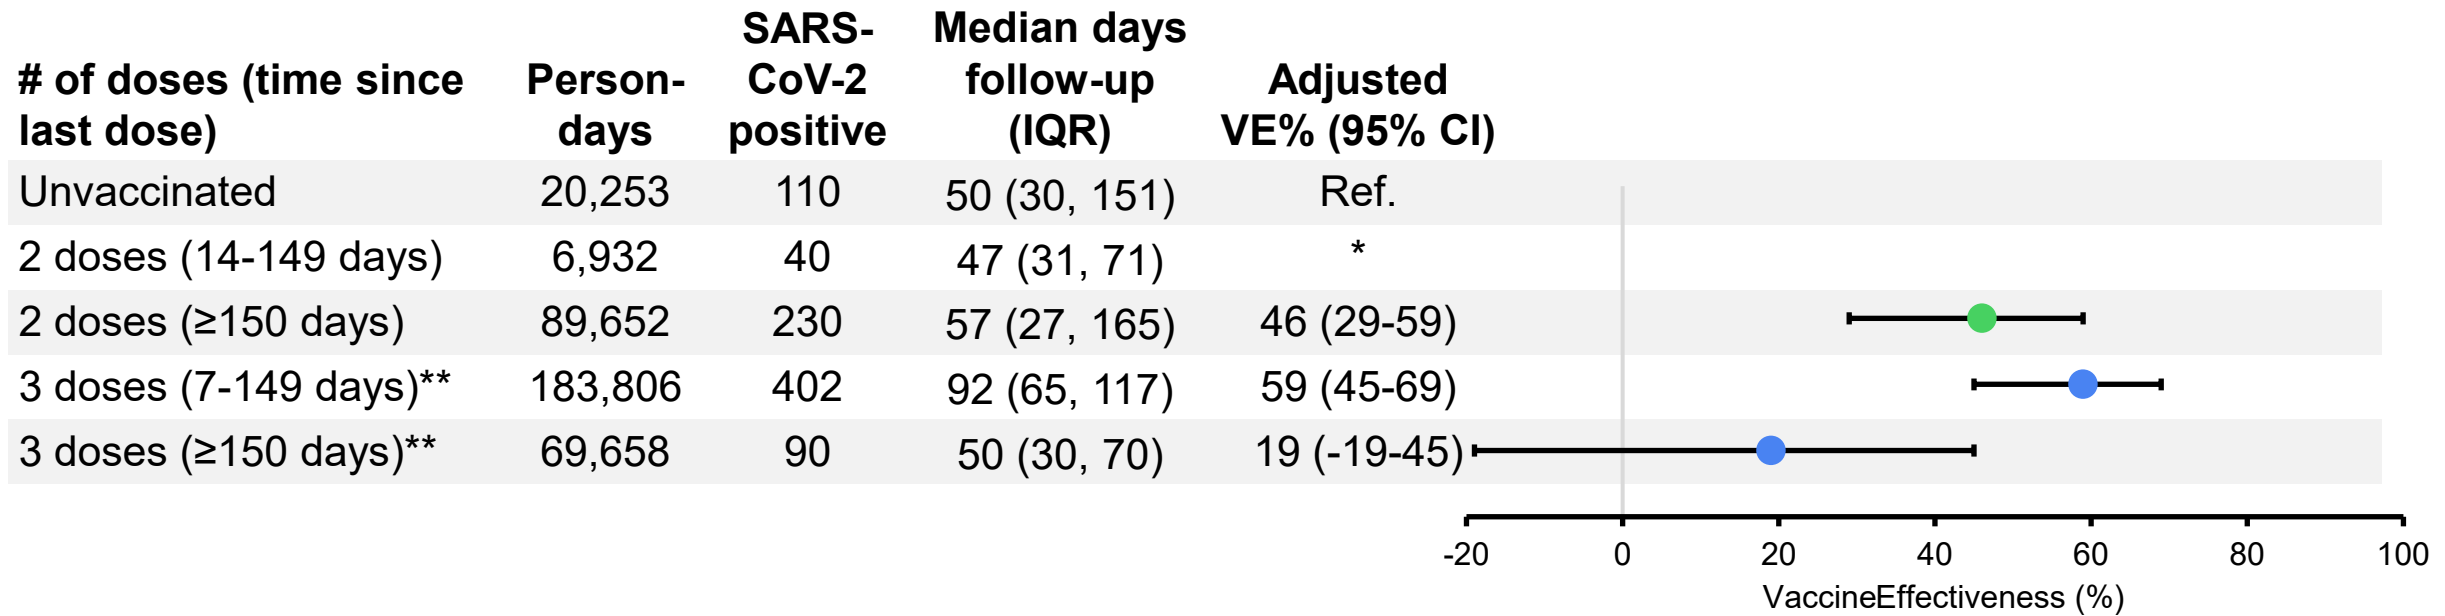 # of doses (time since last dose) Person-days SARS-CoV-2 positive Median days follow-up (IQR) Adjusted VE% (95% CI)
Unvaccinated 20,253 110 50 (30, 151) Ref.
2 doses (14-149 days) 6,932 40 47 (31, 71) *
2 doses (≥150 days) 89,652 230 57 (27, 165) 46 (29-59)
3 doses (7-149 days)** 183,806 402 92 (65, 117) 59 (45-69)
3 doses (≥150 days)** 69,658 90 50 (30, 70) 19 (-19-45)
-20 0 20 40 60 80 100
VaccineEffectiveness (%)